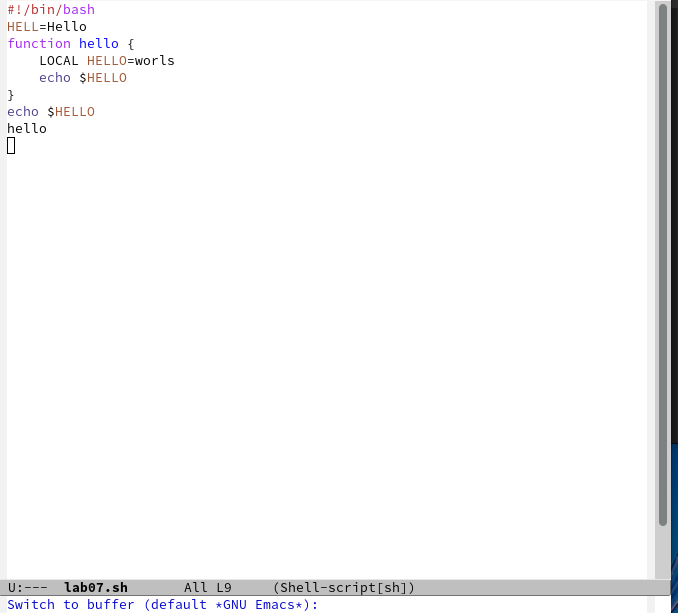 #!/bin/bash
HELL=Hello
function hello {
    LOCAL HELLO=worls
    echo $HELLO
}
echo $HELLO
hello
U:---  lab07.sh       All L9     (Shell-script[sh])
Switch to buffer (default *GNU Emacs*):